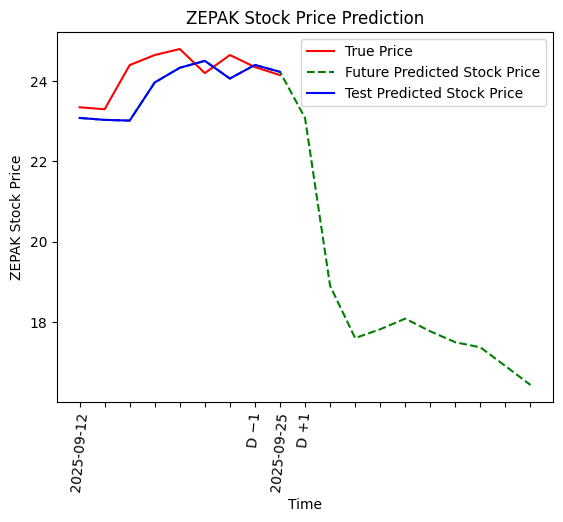 ZEPAK Stock Price Prediction
True Price
Future Predicted Stock Price
Test Predicted Stock Price
ZEPAK Stock Price
24
22
20
18
2025-09-12
D −1
2025-09-25
D +1
Time